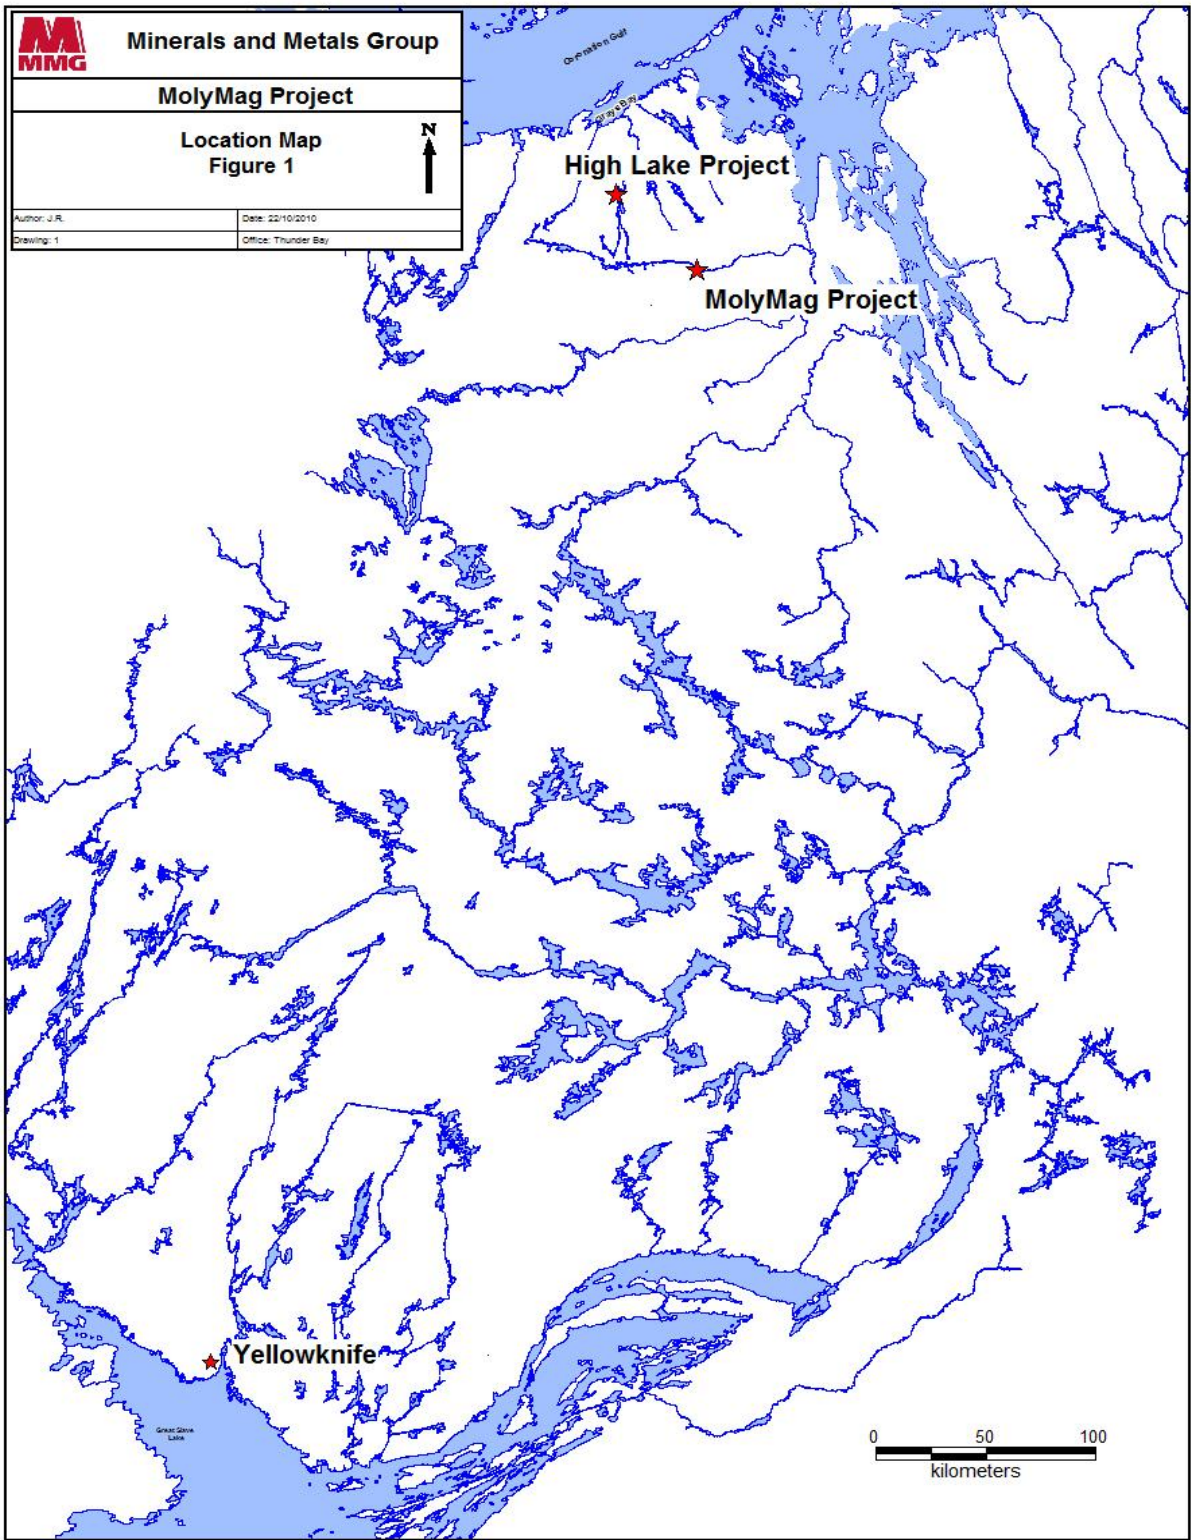 MMG
Minerals and Metals Group
MolyMag Project
Location Map
Figure 1
N
Author: J.R.
Date: 22/10/2010
Drawing: 1
Office: Thunder Bay
Coronation Gulf
Grays Bay
High Lake Project
MolyMag Project
Yellowknife
Great Slave
Lake
0 50 100
kilometers